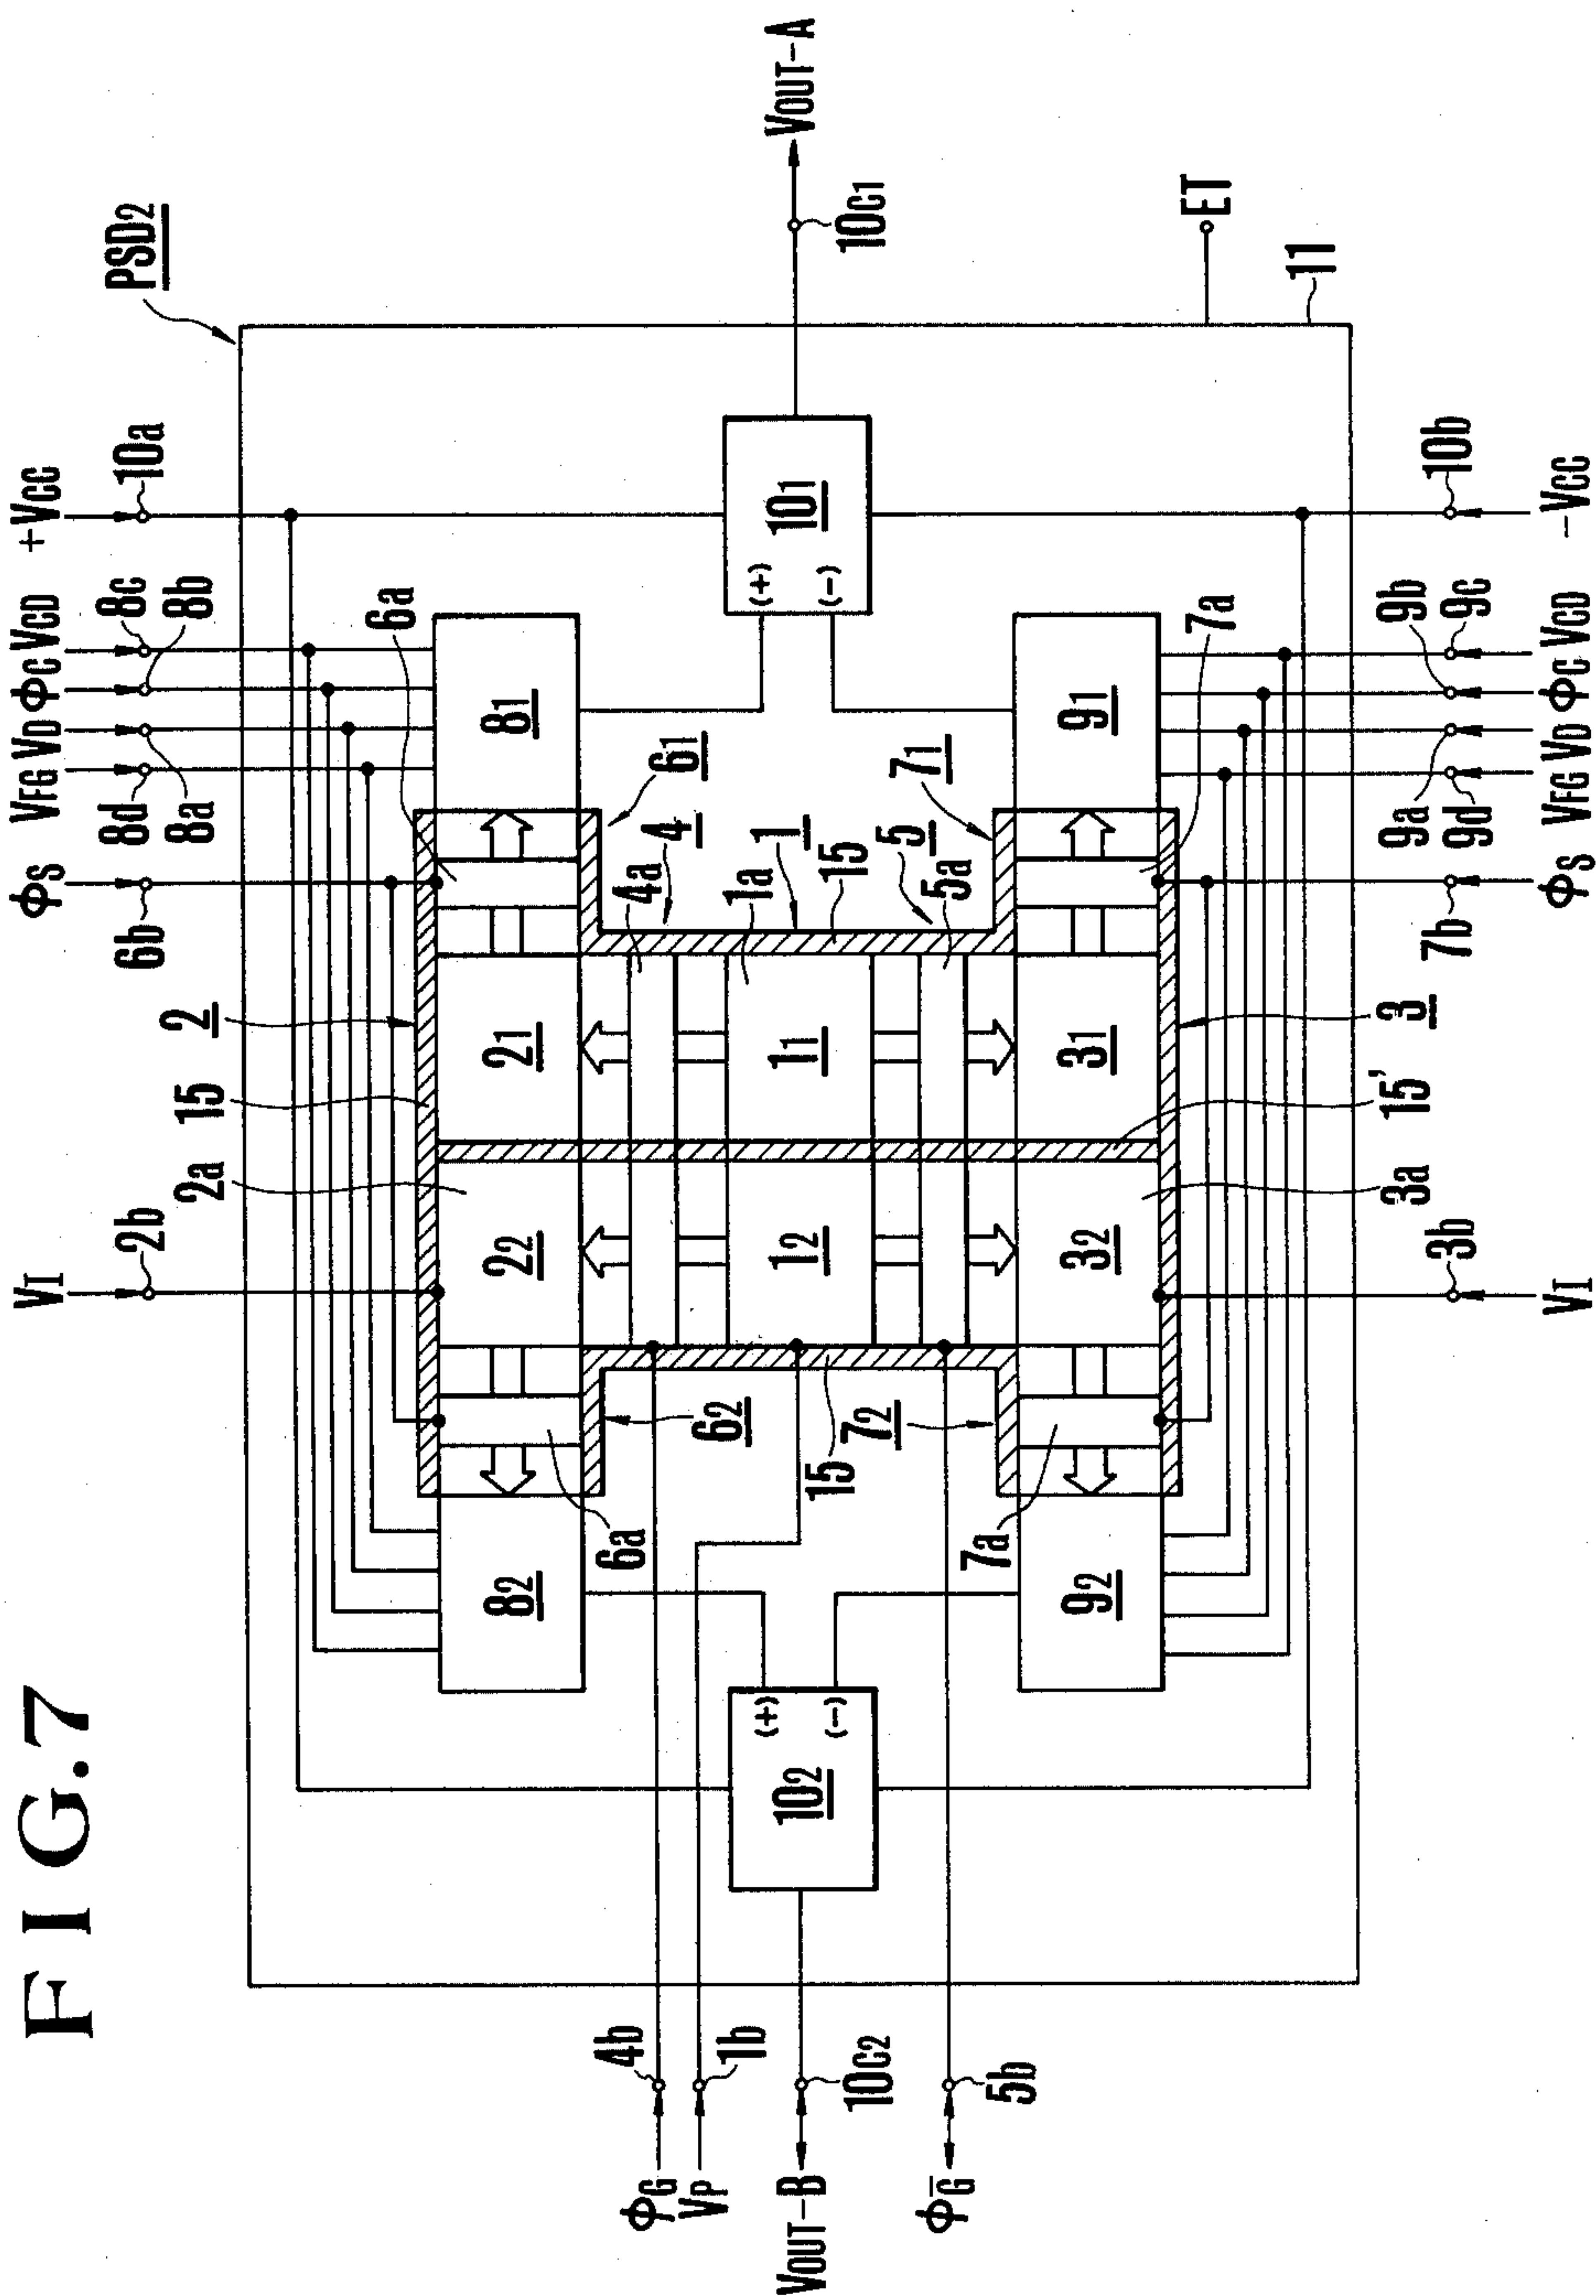 FIG.7
PSD2
+VCC
10a
VCD
8c
φC
8b
VD
8a
VFG
8d
φS
6b
VI
2b
2
15
2a
6a
81
61
21
22
62
6a
82
4
4a
1
1a
15
5
5a
11
12
15
(+)
(−)
101
10C1
VOUT-A
(+)
(−)
102
φG
4b
VP
1b
VOUT-B
10C2
φG̅
5b
71
7a
91
31
32
72
7a
92
3
15'
3a
VI
3b
φS
7b
VFG
9d
VD
9a
φC
9b
VCD
9c
−VCC
10b
11
ET